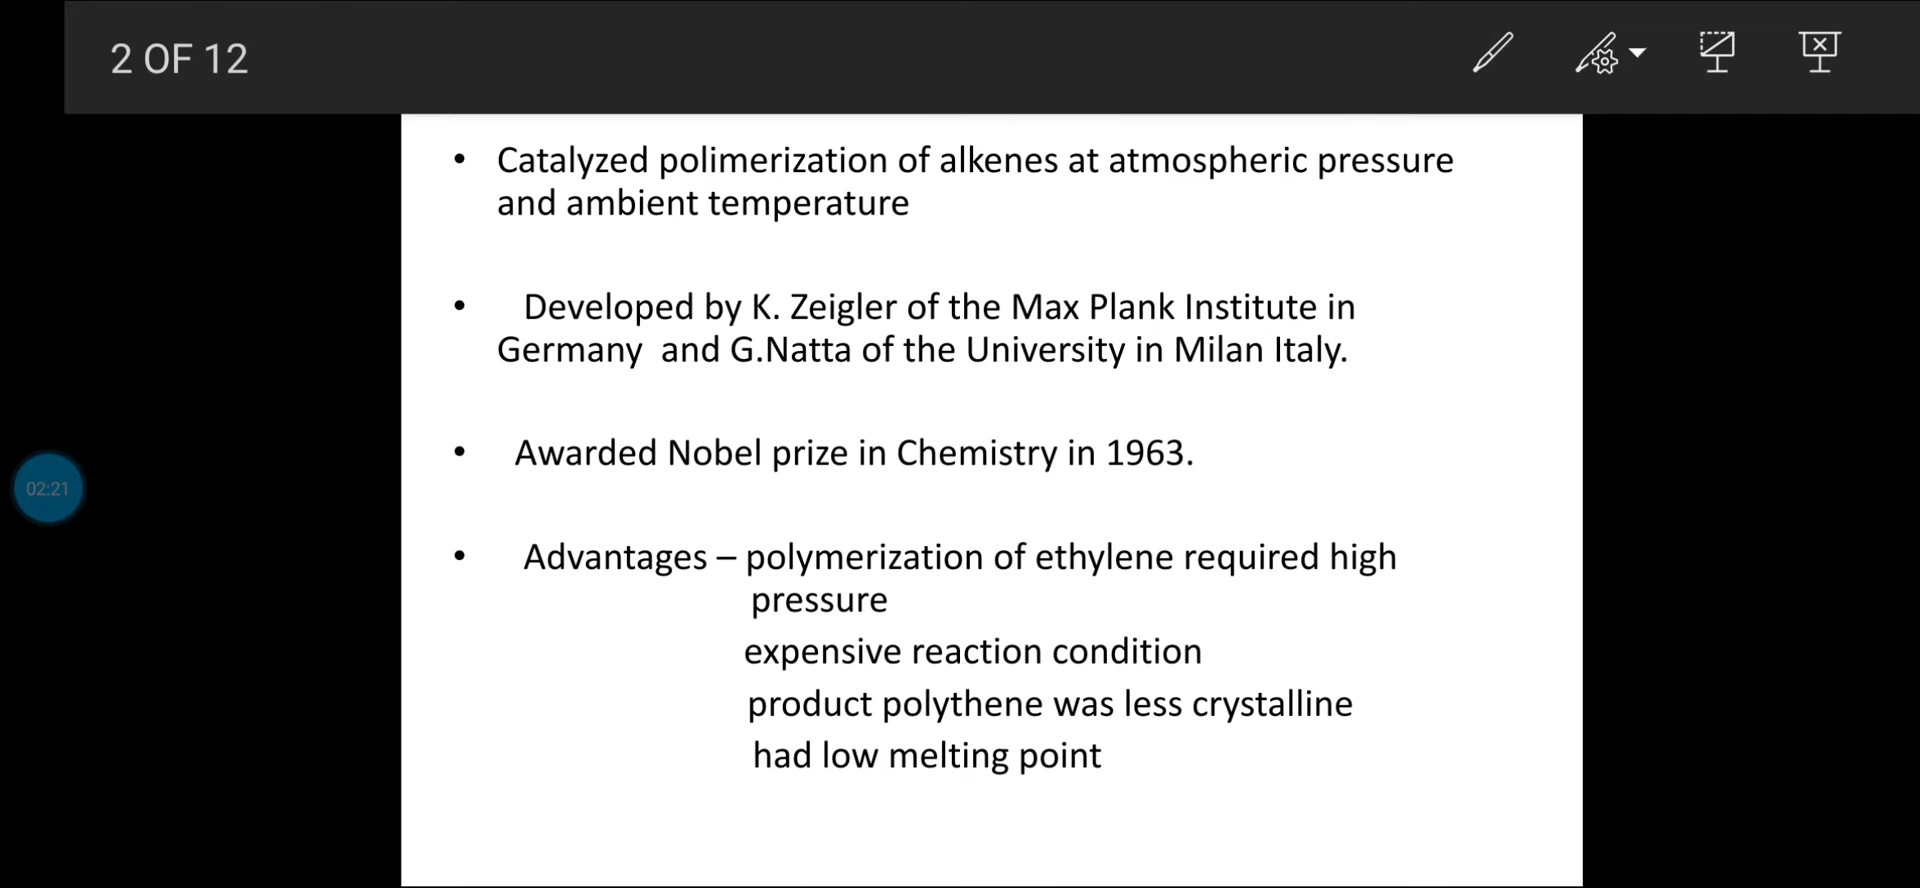 2 OF 12
• Catalyzed polimerization of alkenes at atmospheric pressure
and ambient temperature
• Developed by K. Zeigler of the Max Plank Institute in
Germany and G.Natta of the University in Milan Italy.
• Awarded Nobel prize in Chemistry in 1963.
• Advantages – polymerization of ethylene required high
pressure
expensive reaction condition
product polythene was less crystalline
had low melting point
02:21